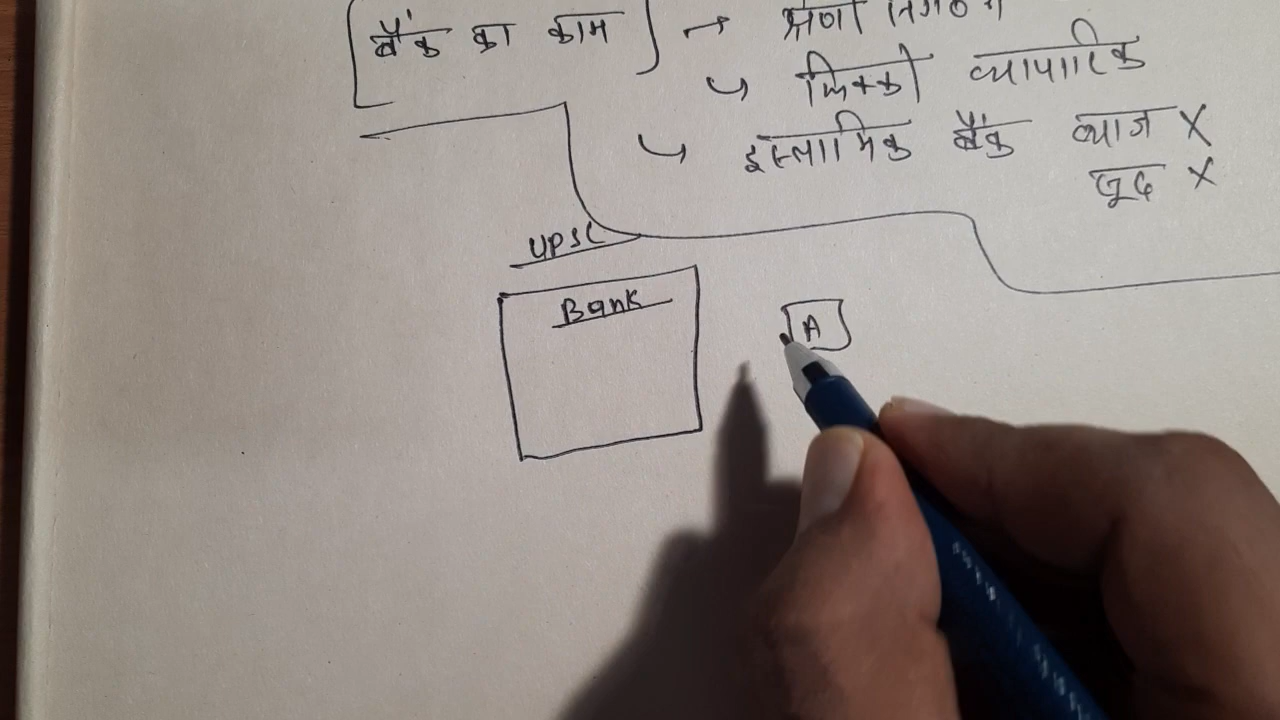 बैंक का काम → श्रेणी
↳ सिक्को व्यापारिक
↳ इस्लामिक बैंक ब्याज X
सूद X
UPSC
Bank
A